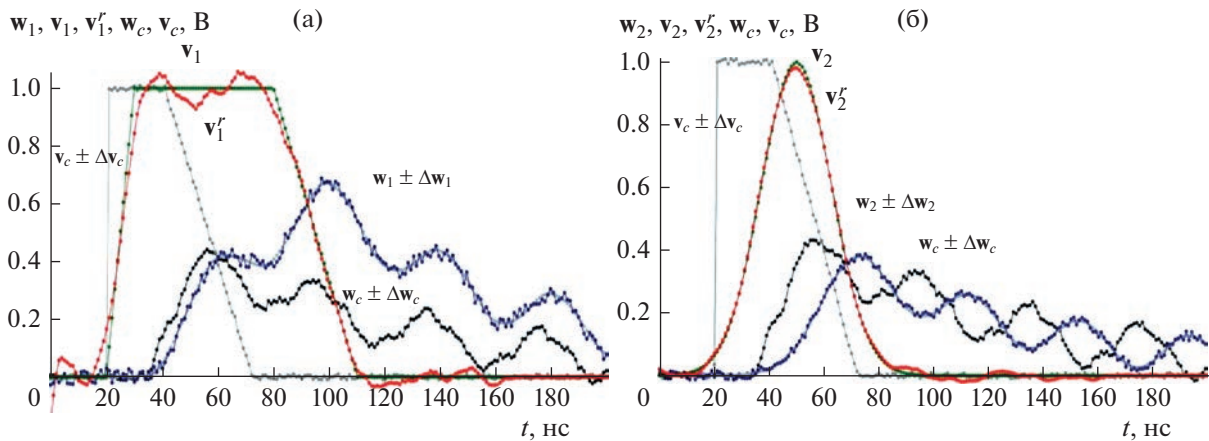 w₁, v₁, v₁ʳ, w_c, v_c, В
(а)
v₁
1.0
v₁ʳ
0.8
v_c ± Δv_c
w₁ ± Δw₁
0.6
0.4
w_c ± Δw_c
0.2
0 20 40 60 80 100 120 140 160 180
t, нс
w₂, v₂, v₂ʳ, w_c, v_c, В
(б)
v₂
1.0
v₂ʳ
v_c ± Δv_c
0.8
0.6
w₂ ± Δw₂
w_c ± Δw_c
0.4
0.2
0 20 40 60 80 100 120 140 160 180
t, нс